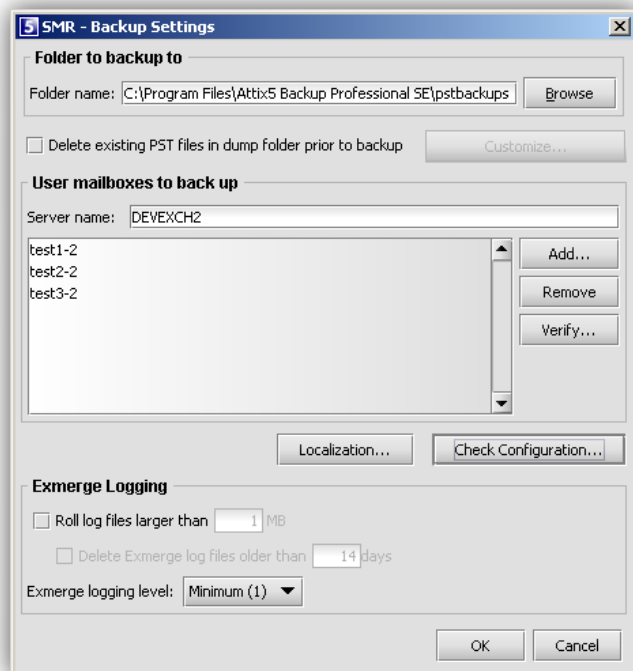 5 SMR - Backup Settings
Folder to backup to
Folder name: C:\Program Files\Attix5 Backup Professional SE\pstbackups Browse
Delete existing PST files in dump folder prior to backup Customize...
User mailboxes to back up
Server name: DEVEXCH2
test1-2 Add...
test2-2 Remove
test3-2 Verify...
Localization... Check Configuration...
Exmerge Logging
Roll log files larger than 1 MB
Delete Exmerge log files older than 14 days
Exmerge logging level: Minimum (1)
OK Cancel